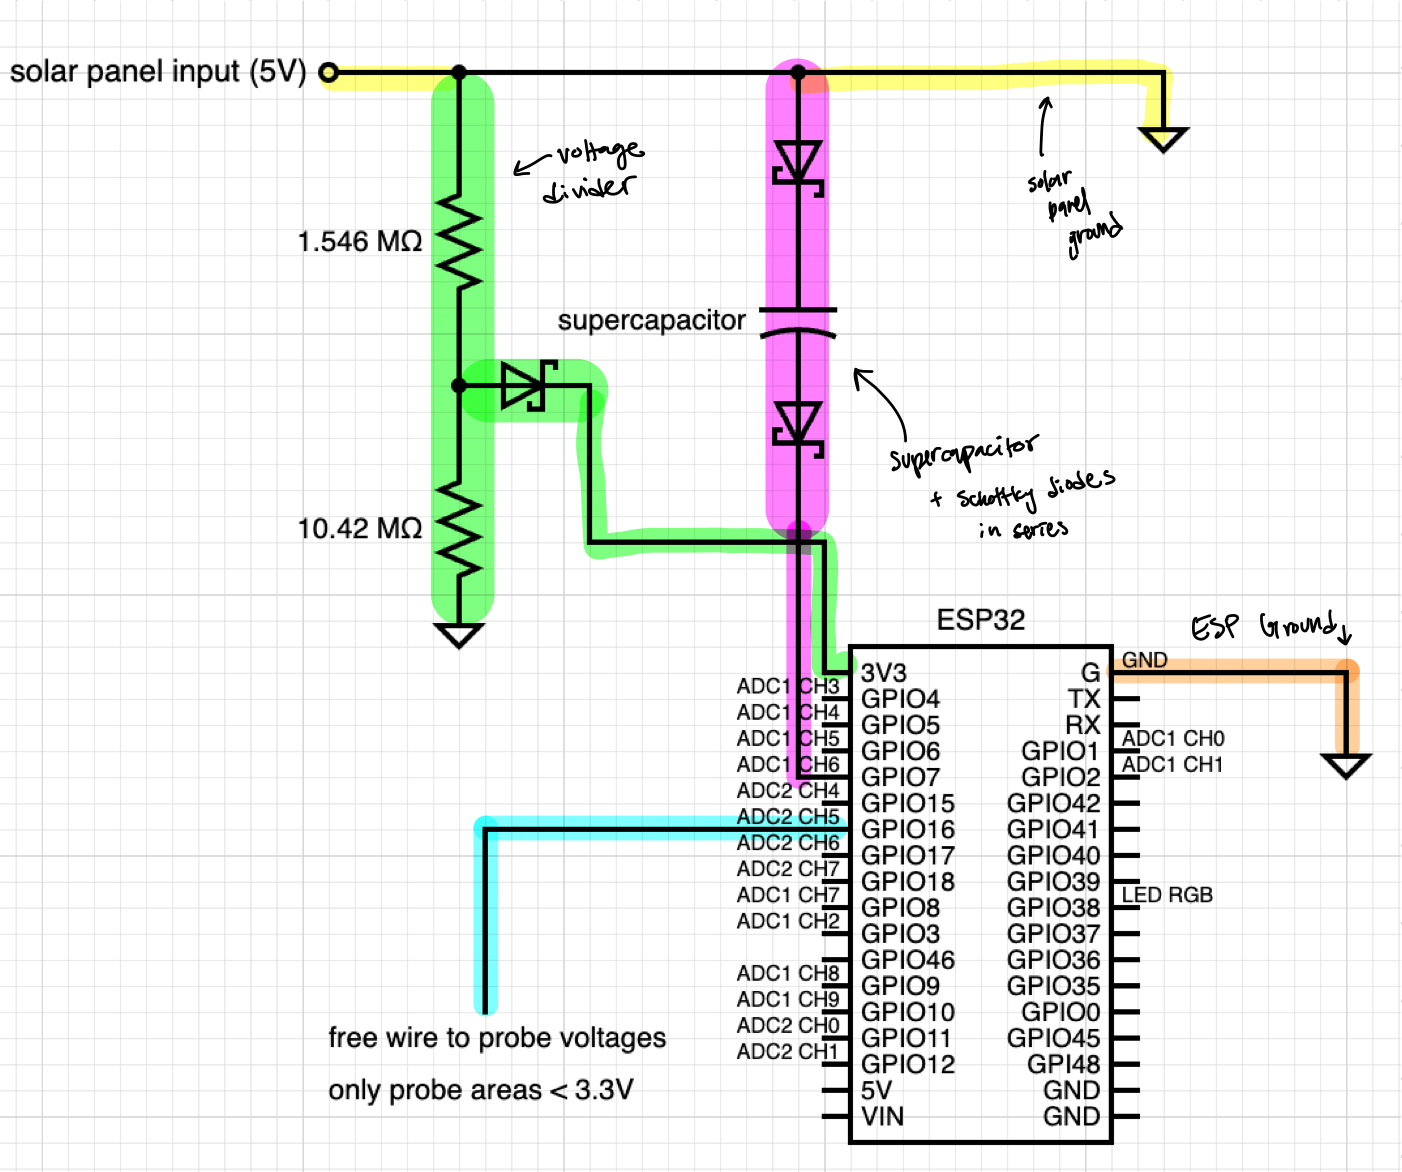 solar panel input (5V)
voltage
divider
solar
panel
ground
1.546 MΩ
supercapacitor
supercapacitor
+ Schottky diodes
in series
10.42 MΩ
ESP32
ESP Ground
3V3
G
GND
ADC1 CH3
GPIO4
TX
ADC1 CH4
GPIO5
RX
ADC1 CH5
GPIO6
GPIO1
ADC1 CH0
ADC1 CH6
GPIO7
GPIO2
ADC1 CH1
ADC2 CH4
GPIO15
GPIO42
ADC2 CH5
GPIO16
GPIO41
ADC2 CH6
GPIO17
GPIO40
ADC2 CH7
GPIO18
GPIO39
ADC1 CH7
GPIO8
GPIO38
LED RGB
ADC1 CH2
GPIO3
GPIO37
GPIO46
GPIO36
ADC1 CH8
GPIO9
GPIO35
ADC1 CH9
GPIO10
GPIO0
ADC2 CH0
GPIO11
GPIO45
ADC2 CH1
GPIO12
GPI48
5V
GND
VIN
GND
free wire to probe voltages
only probe areas < 3.3V